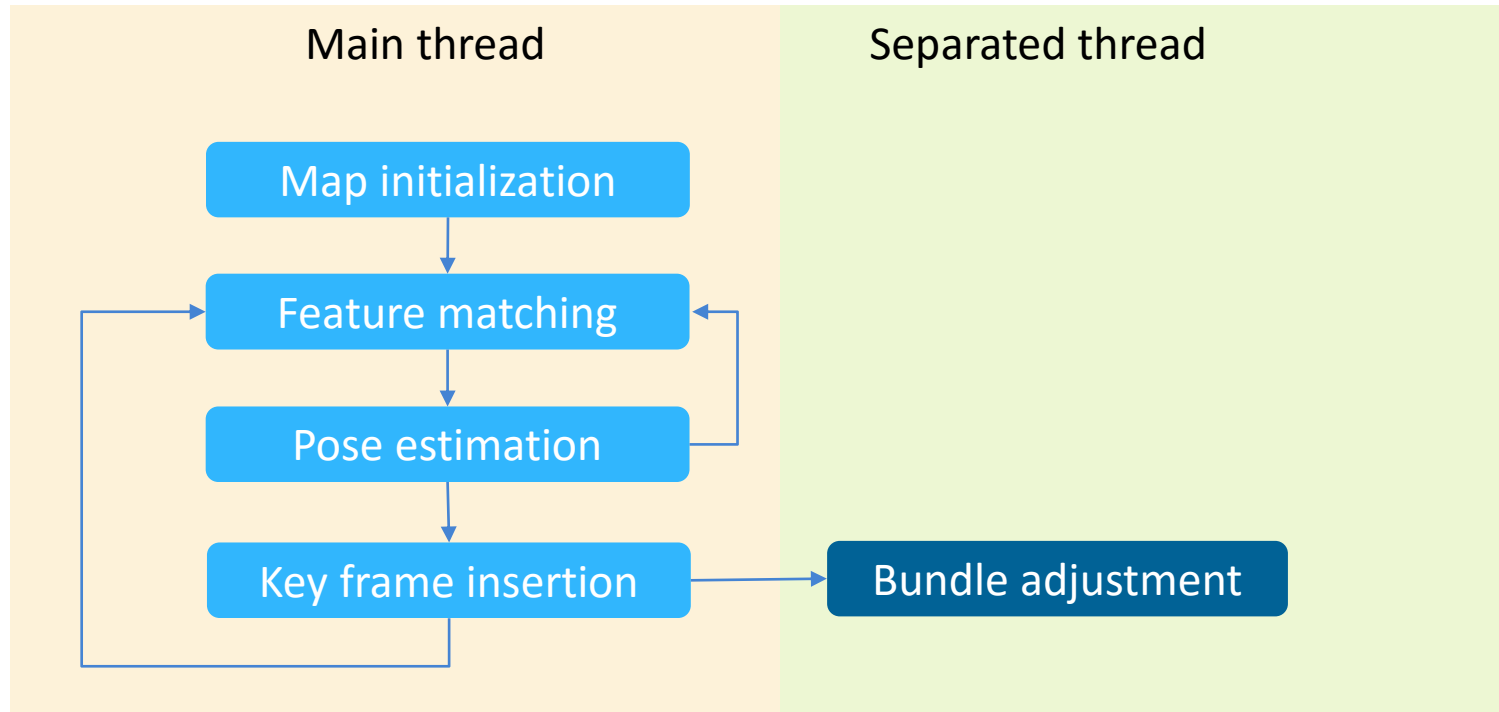 Main thread
Separated thread
Map initialization
Feature matching
Pose estimation
Key frame insertion
Bundle adjustment